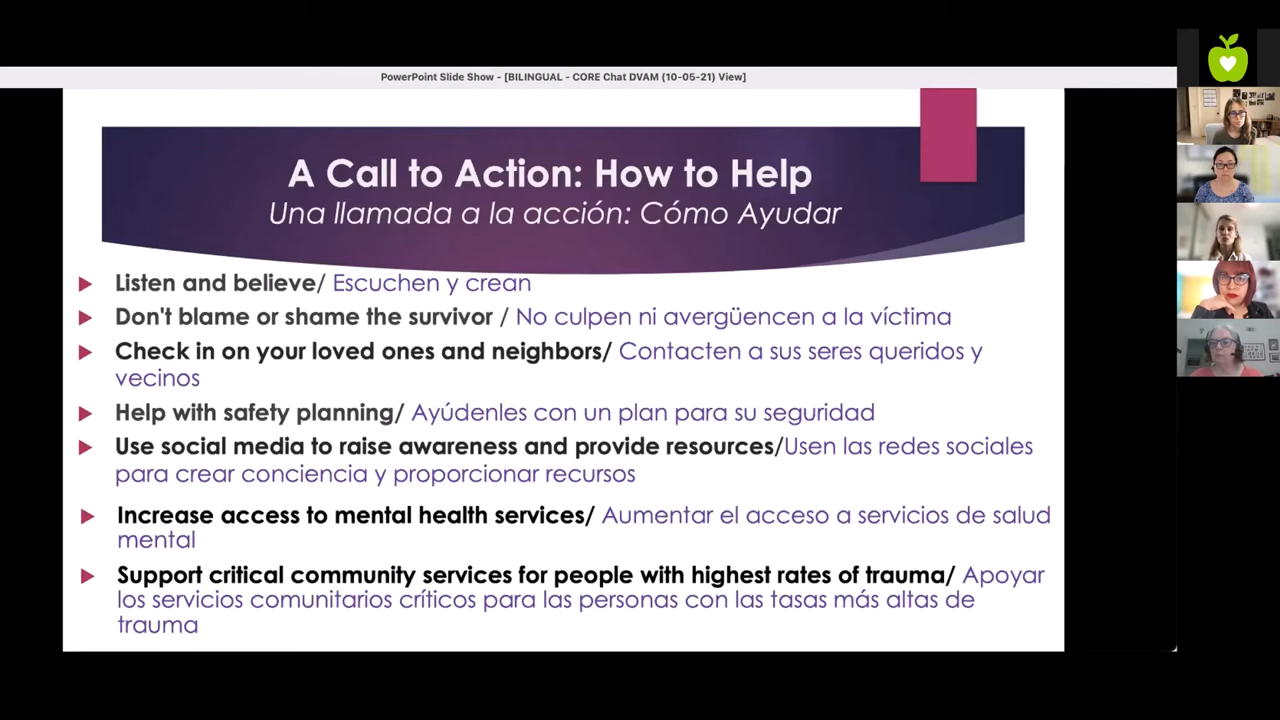 PowerPoint Slide Show - [BILINGUAL - CORE Chat DVAM (10-05-21) View]
A Call to Action: How to Help
Una llamada a la acción: Cómo Ayudar
Listen and believe/ Escuchen y crean
Don't blame or shame the survivor / No culpen ni avergüencen a la víctima
Check in on your loved ones and neighbors/ Contacten a sus seres queridos y
vecinos
Help with safety planning/ Ayúdenles con un plan para su seguridad
Use social media to raise awareness and provide resources/Usen las redes sociales
para crear conciencia y proporcionar recursos
Increase access to mental health services/ Aumentar el acceso a servicios de salud
mental
Support critical community services for people with highest rates of trauma/ Apoyar
los servicios comunitarios críticos para las personas con las tasas más altas de
trauma